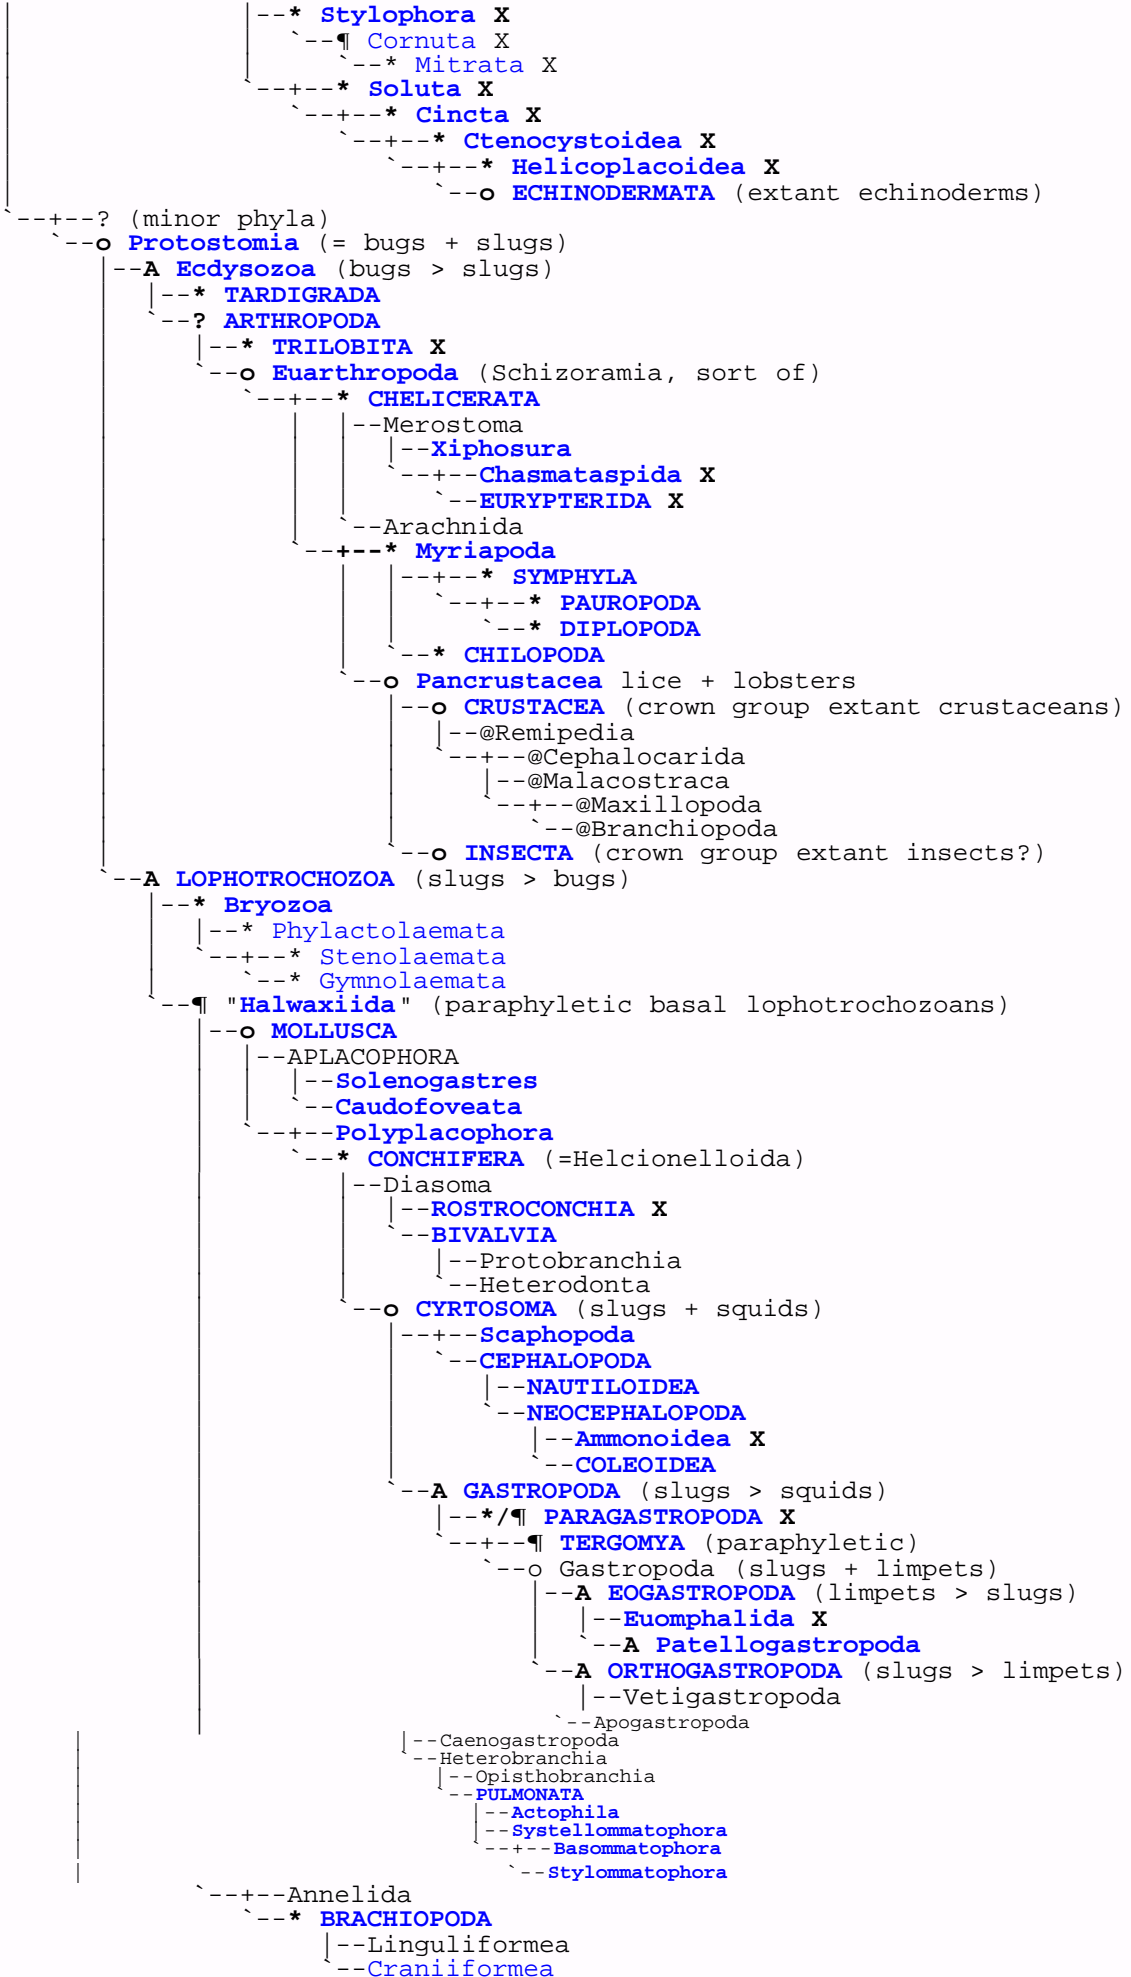 |--* Stylophora X
| `--¶ Cornuta X
| `--* Mitrata X
`--+--* Soluta X
`--+--* Cincta X
`--+--* Ctenocystoidea X
`--+--* Helicoplacoidea X
`--o ECHINODERMATA (extant echinoderms)
`--+--? (minor phyla)
`--o Protostomia (= bugs + slugs)
|--A Ecdysozoa (bugs > slugs)
| |--* TARDIGRADA
| `--? ARTHROPODA
| |--* TRILOBITA X
| `--o Euarthropoda (Schizoramia, sort of)
| `--+--* CHELICERATA
| | |--Merostoma
| | | |--Xiphosura
| | | `--+--Chasmataspida X
| | | `--EURYPTERIDA X
| | `--Arachnida
| `--+--* Myriapoda
| | |--+--* SYMPHYLA
| | | `--+--* PAUROPODA
| | | `--* DIPLOPODA
| | `--* CHILOPODA
| `--o Pancrustacea lice + lobsters
| |--o CRUSTACEA (crown group extant crustaceans)
| | |--@Remipedia
| | `--+--@Cephalocarida
| | |--@Malacostraca
| | `--+--@Maxillopoda
| | `--@Branchiopoda
| `--o INSECTA (crown group extant insects?)
`--A LOPHOTROCHOZOA (slugs > bugs)
|--* Bryozoa
| |--* Phylactolaemata
| `--+--* Stenolaemata
| `--* Gymnolaemata
`--¶ "Halwaxiida" (paraphyletic basal lophotrochozoans)
|--o MOLLUSCA
| |--APLACOPHORA
| | |--Solenogastres
| | `--Caudofoveata
| `--+--Polyplacophora
| `--* CONCHIFERA (=Helcionelloida)
| |--Diasoma
| | |--ROSTROCONCHIA X
| | `--BIVALVIA
| | |--Protobranchia
| | `--Heterodonta
| `--o CYRTOSOMA (slugs + squids)
| |--+--Scaphopoda
| | `--CEPHALOPODA
| | |--NAUTILOIDEA
| | `--NEOCEPHALOPODA
| | |--Ammonoidea X
| | `--COLEOIDEA
| `--A GASTROPODA (slugs > squids)
| |--*/¶ PARAGASTROPODA X
| `--+--¶ TERGOMYA (paraphyletic)
| `--o Gastropoda (slugs + limpets)
| |--A EOGASTROPODA (limpets > slugs)
| | |--Euomphalida X
| | `--A Patellogastropoda
| `--A ORTHOGASTROPODA (slugs > limpets)
| |--Vetigastropoda
| `--Apogastropoda
| |--Caenogastropoda
| `--Heterobranchia
| |--Opisthobranchia
| `--PULMONATA
| |--Actophila
| |--Systellommatophora
| `--+--Basommatophora
| `--Stylommatophora
`--+--Annelida
`--* BRACHIOPODA
|--Linguliformea
`--Craniiformea